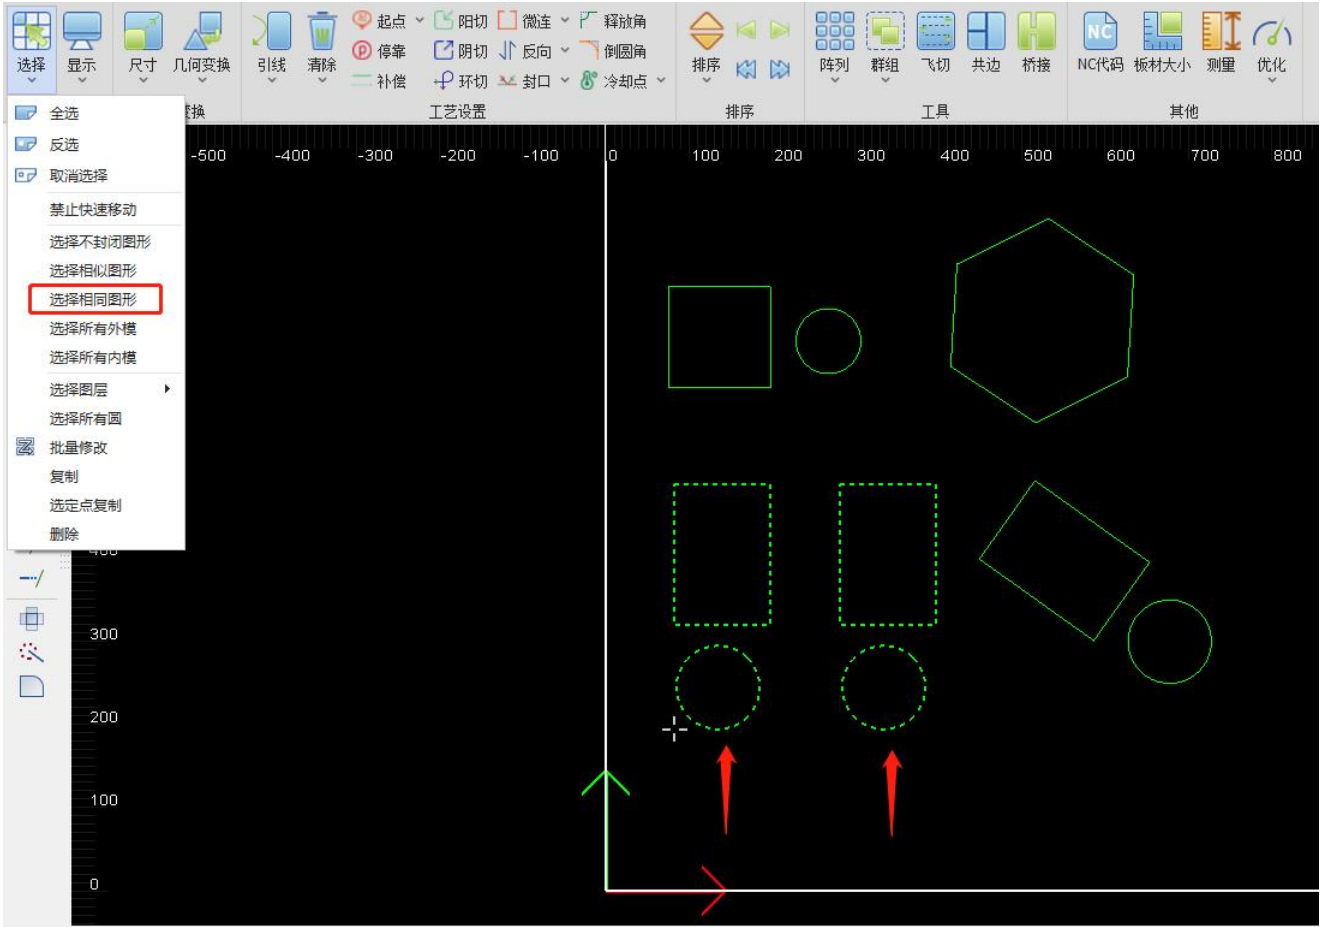 起点 阳切 微连 释放角
停靠 阴切 反向 倒圆角
选择 显示 尺寸 几何变换 引线 清除 补偿 环切 封口 冷却点 排序 阵列 群组 飞切 共边 桥接 NC NC代码 板材大小 测量 优化
变换 工艺设置 排序 工具 其他
全选
反选
取消选择
禁止快速移动
选择不封闭图形
选择相似图形
选择相同图形
选择所有外模
选择所有内模
选择图层
选择所有圆
批量修改
复制
选定点复制
删除
-500 -400 -300 -200 -100 0 100 200 300 400 500 600 700 800
400
300
200
100
0